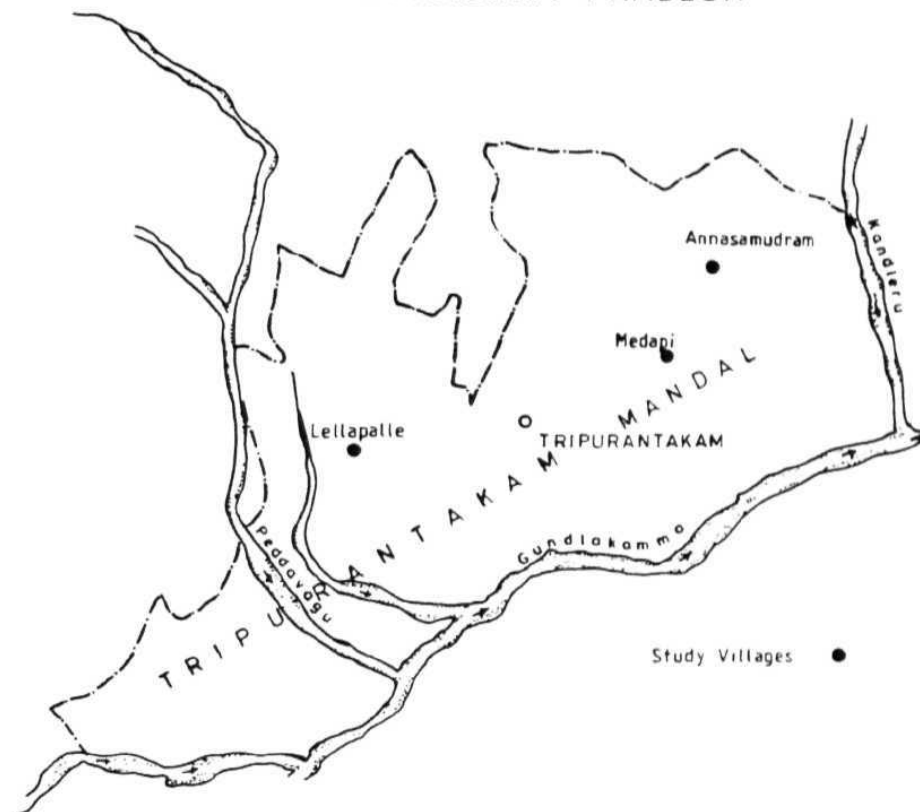 Annasamudram
Kandleru
Medapi
Lellapalle
TRIPURANTAKAM
TRIPURANTAKAM MANDAL
Gundlakamma
Peddavagu
Study Villages